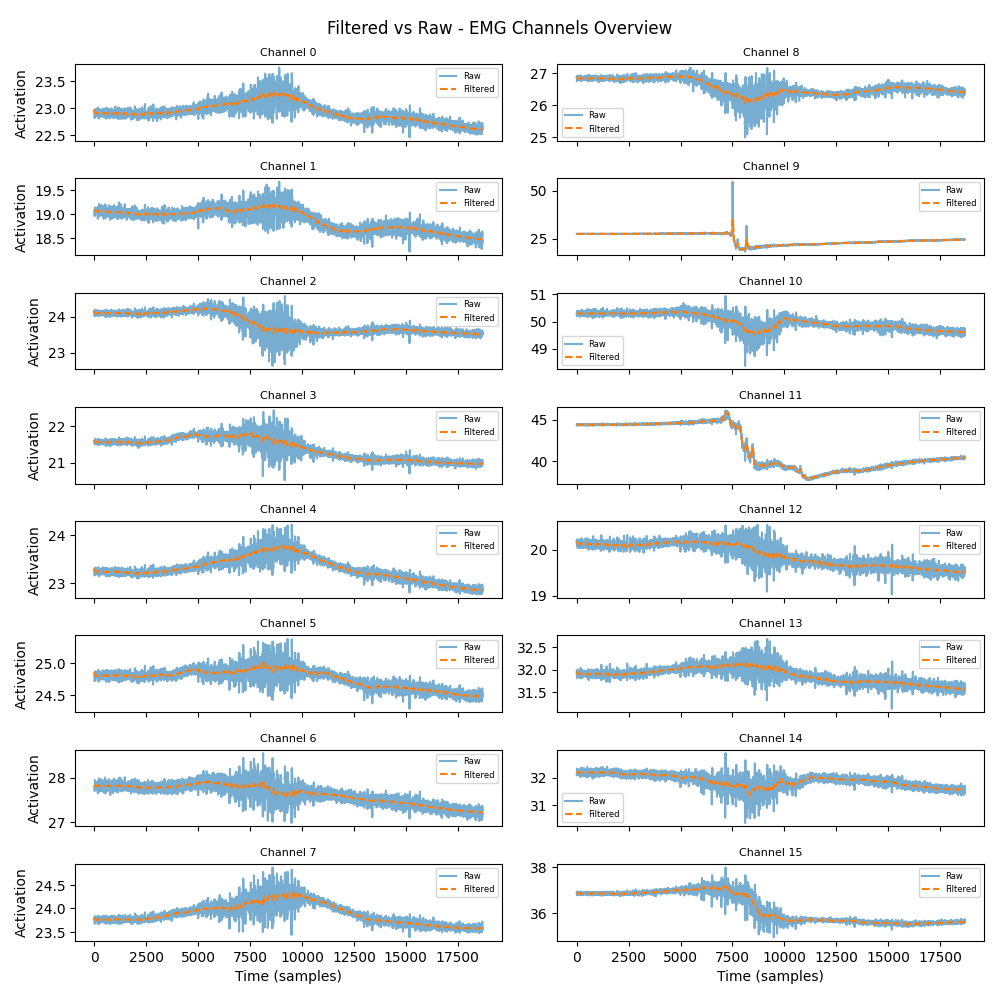 Filtered vs Raw - EMG Channels Overview
Channel 0
Activation
23.5
23.0
22.5
Raw
Filtered
Channel 8
27
26
25
Raw
Filtered
Channel 1
Activation
19.5
19.0
18.5
Raw
Filtered
Channel 9
50
25
Raw
Filtered
Channel 2
Activation
24
23
Raw
Filtered
Channel 10
51
50
49
Raw
Filtered
Channel 3
Activation
22
21
Raw
Filtered
Channel 11
45
40
Raw
Filtered
Channel 4
Activation
24
23
Raw
Filtered
Channel 12
20
19
Raw
Filtered
Channel 5
Activation
25.0
24.5
Raw
Filtered
Channel 13
32.5
32.0
31.5
Raw
Filtered
Channel 6
Activation
28
27
Raw
Filtered
Channel 14
32
31
Raw
Filtered
Channel 7
Activation
24.5
24.0
23.5
Raw
Filtered
0 2500 5000 7500 10000 12500 15000 17500
Time (samples)
Channel 15
38
36
Raw
Filtered
0 2500 5000 7500 10000 12500 15000 17500
Time (samples)